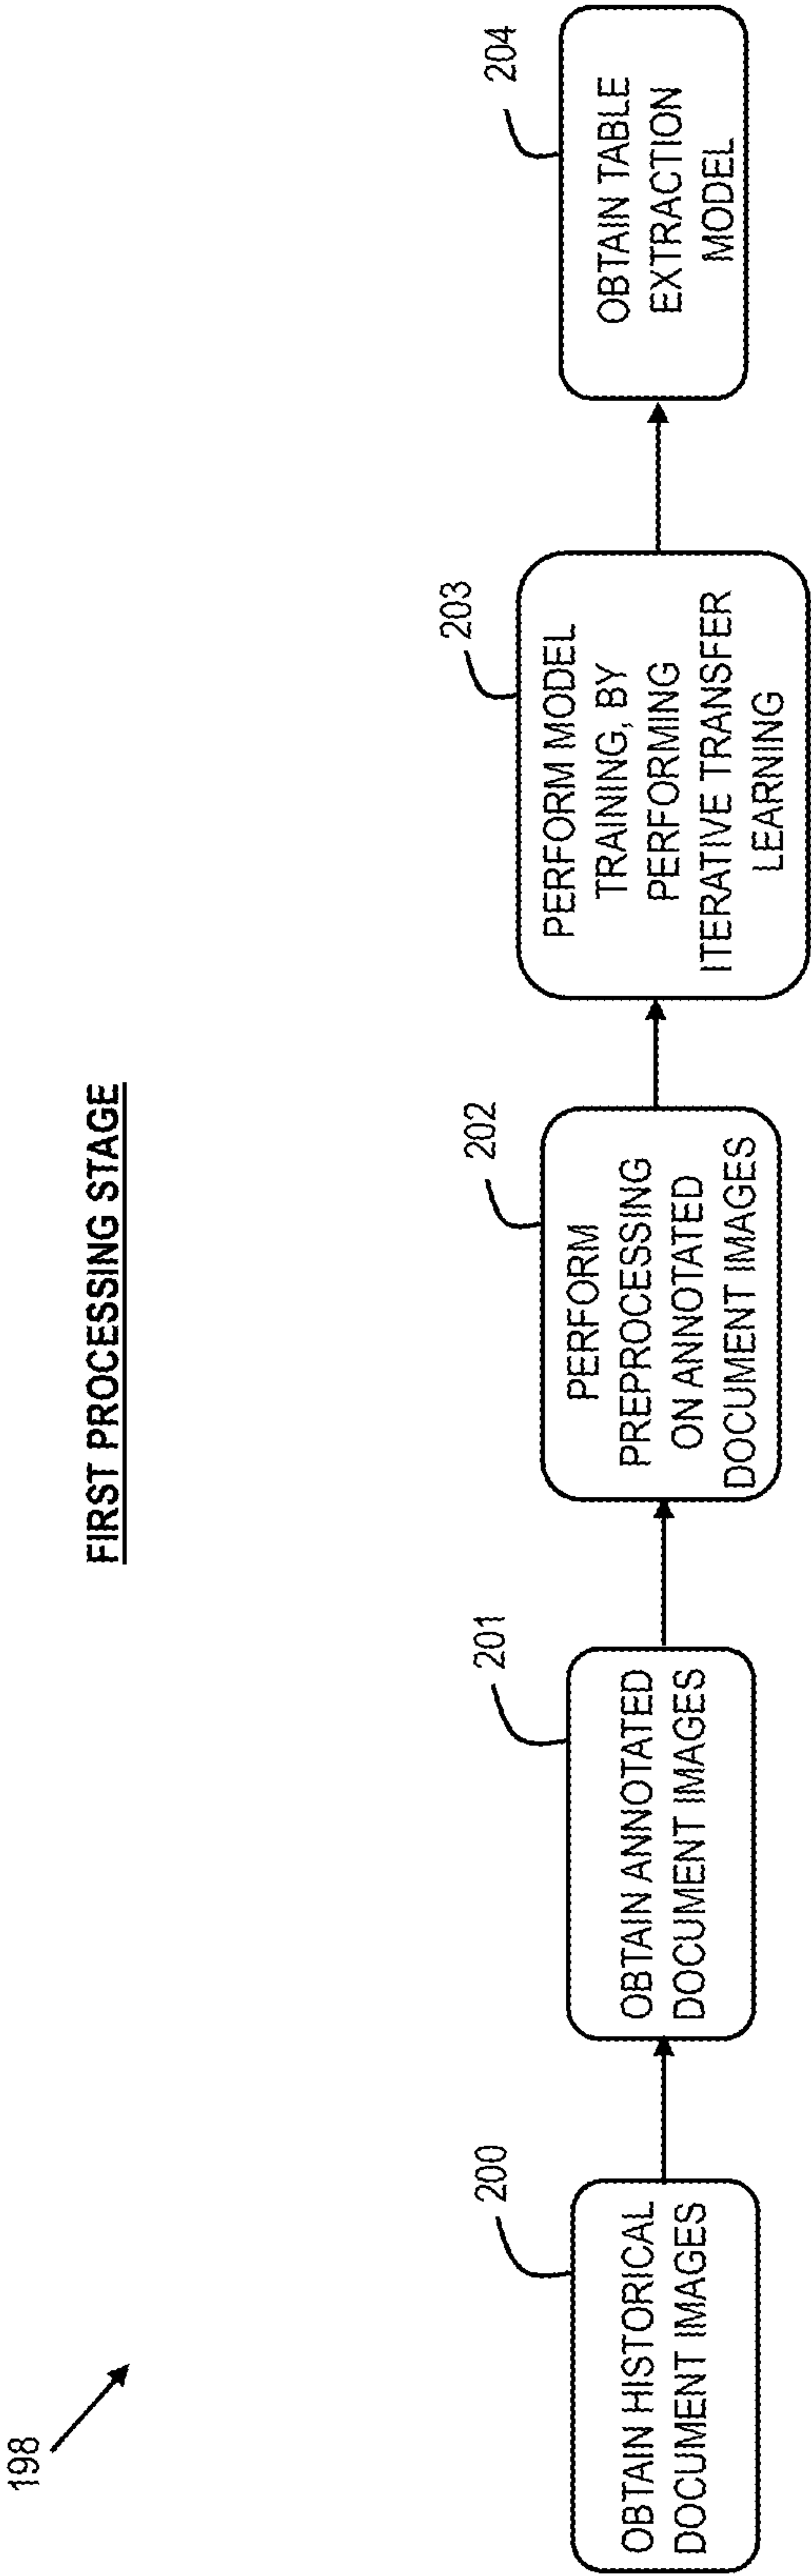 198
FIRST PROCESSING STAGE
200
OBTAIN HISTORICAL
DOCUMENT IMAGES
201
OBTAIN ANNOTATED
DOCUMENT IMAGES
202
PERFORM
PREPROCESSING
ON ANNOTATED
DOCUMENT IMAGES
203
PERFORM MODEL
TRAINING, BY
PERFORMING
ITERATIVE TRANSFER
LEARNING
204
OBTAIN TABLE
EXTRACTION
MODEL